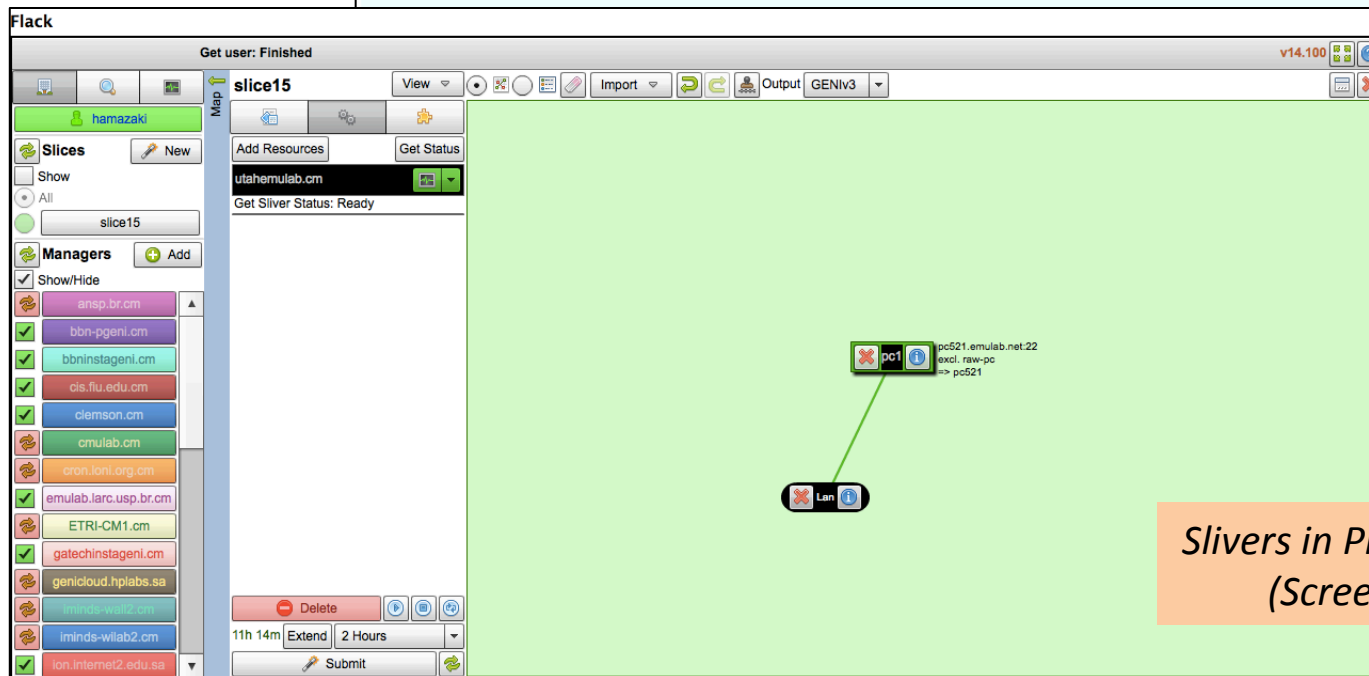 Flack
Get user: Finished
v14.100
hamazaki
Slices
New
Show
All
slice15
Managers
Add
Show/Hide
ansp.br.cm
bbn-pgeni.cm
bbninstageni.cm
cis.fiu.edu.cm
clemson.cm
cmulab.cm
cron.loni.org.cm
emulab.larc.usp.br.cm
ETRI-CM1.cm
gatechinstageni.cm
genicloud.hplabs.sa
iminds-wall2.cm
iminds-wilab2.cm
ion.internet2.edu.sa
Map
slice15
View
Import
Output
GENIv3
Add Resources
Get Status
utahemulab.cm
Get Sliver Status: Ready
Delete
11h 14m
Extend
2 Hours
Submit
pc1
pc521.emulab.net:22
excl. raw-pc
=> pc521
Lan
Slivers in
(Scree